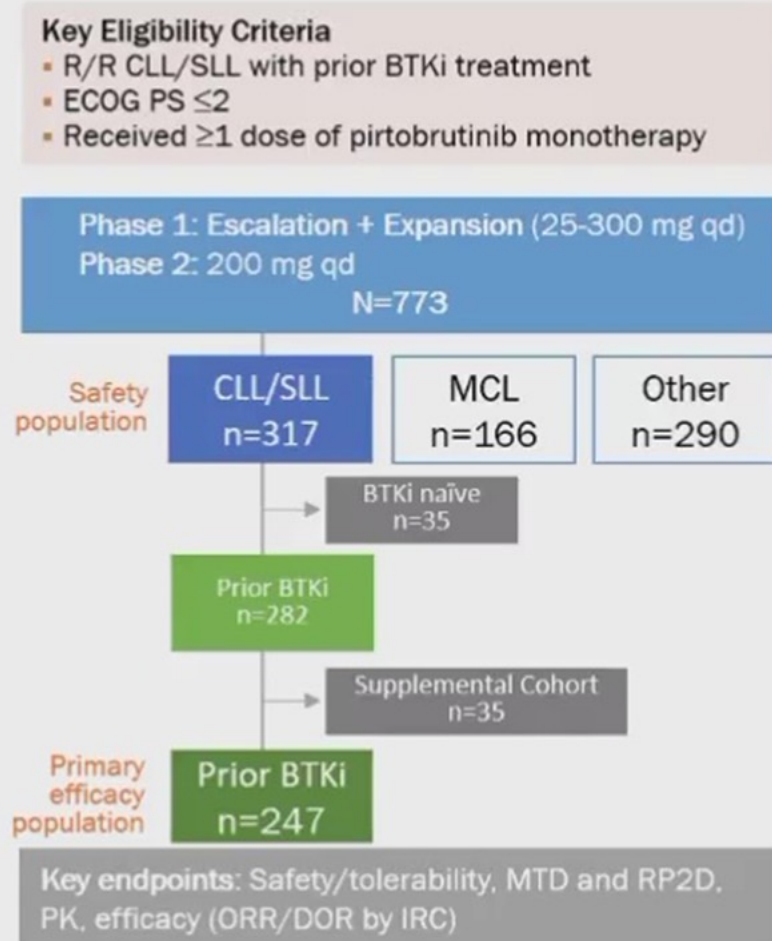 Key Eligibility Criteria
▪ R/R CLL/SLL with prior BTKi treatment
▪ ECOG PS ≤2
▪ Received ≥1 dose of pirtobrutinib monotherapy
Phase 1: Escalation + Expansion (25-300 mg qd)
Phase 2: 200 mg qd
N=773
Safety
population
CLL/SLL
n=317
MCL
n=166
Other
n=290
BTKi naïve
n=35
Prior BTKi
n=282
Supplemental Cohort
n=35
Primary
efficacy
population
Prior BTKi
n=247
Key endpoints: Safety/tolerability, MTD and RP2D,
PK, efficacy (ORR/DOR by IRC)